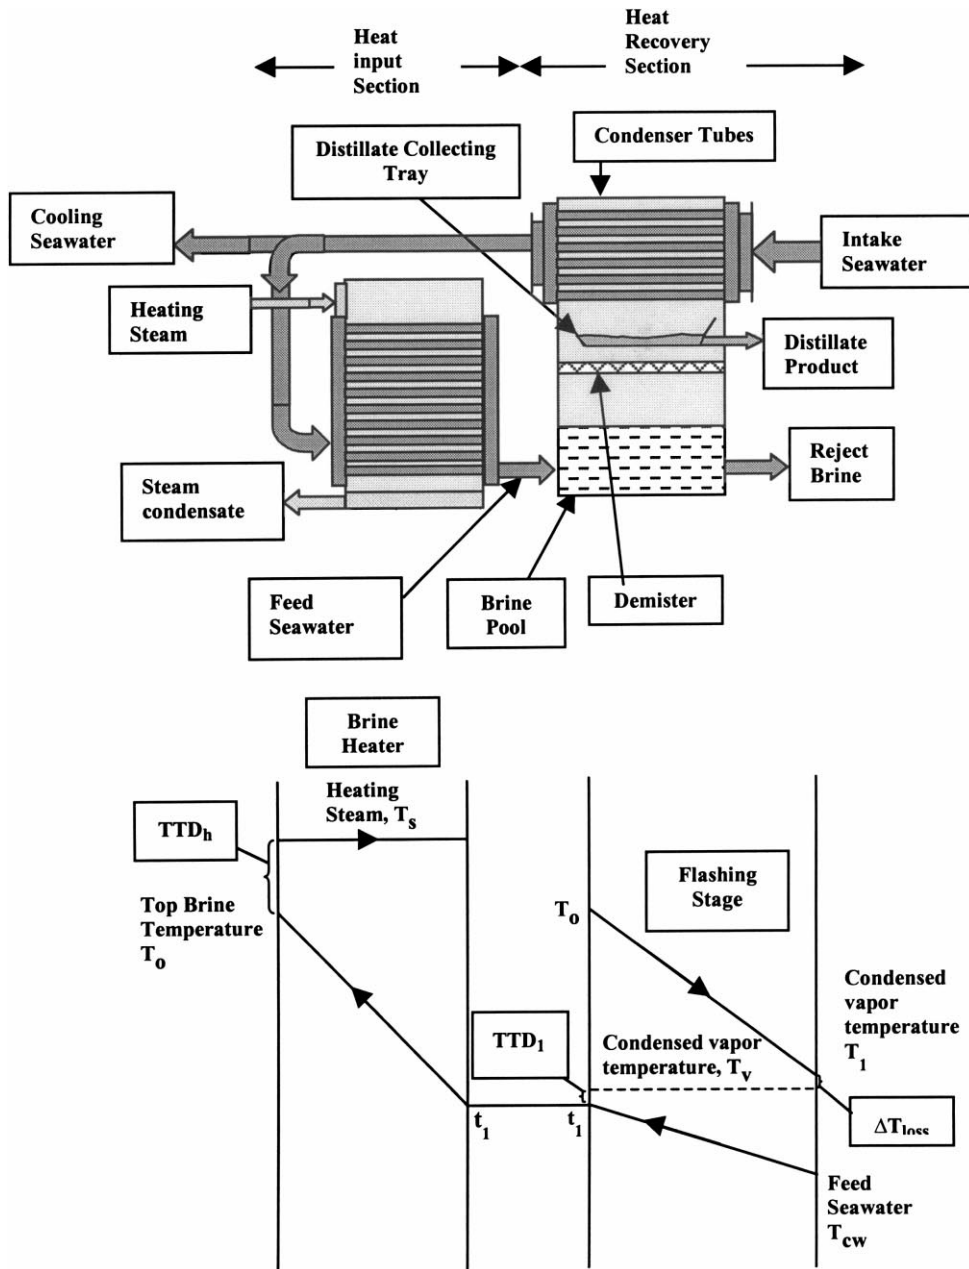 Heat
input
Section
Heat
Recovery
Section
Distillate Collecting
Tray
Condenser Tubes
Cooling
Seawater
Intake
Seawater
Heating
Steam
Distillate
Product
Steam
condensate
Reject
Brine
Feed
Seawater
Brine
Pool
Demister
Brine
Heater
Heating
Steam, Ts
TTDh
Flashing
Stage
Top Brine
Temperature
To
To
Condensed
vapor
temperature
T1
TTD1
Condensed vapor
temperature, Tv
t1
t1
ΔTloss
Feed
Seawater
Tcw